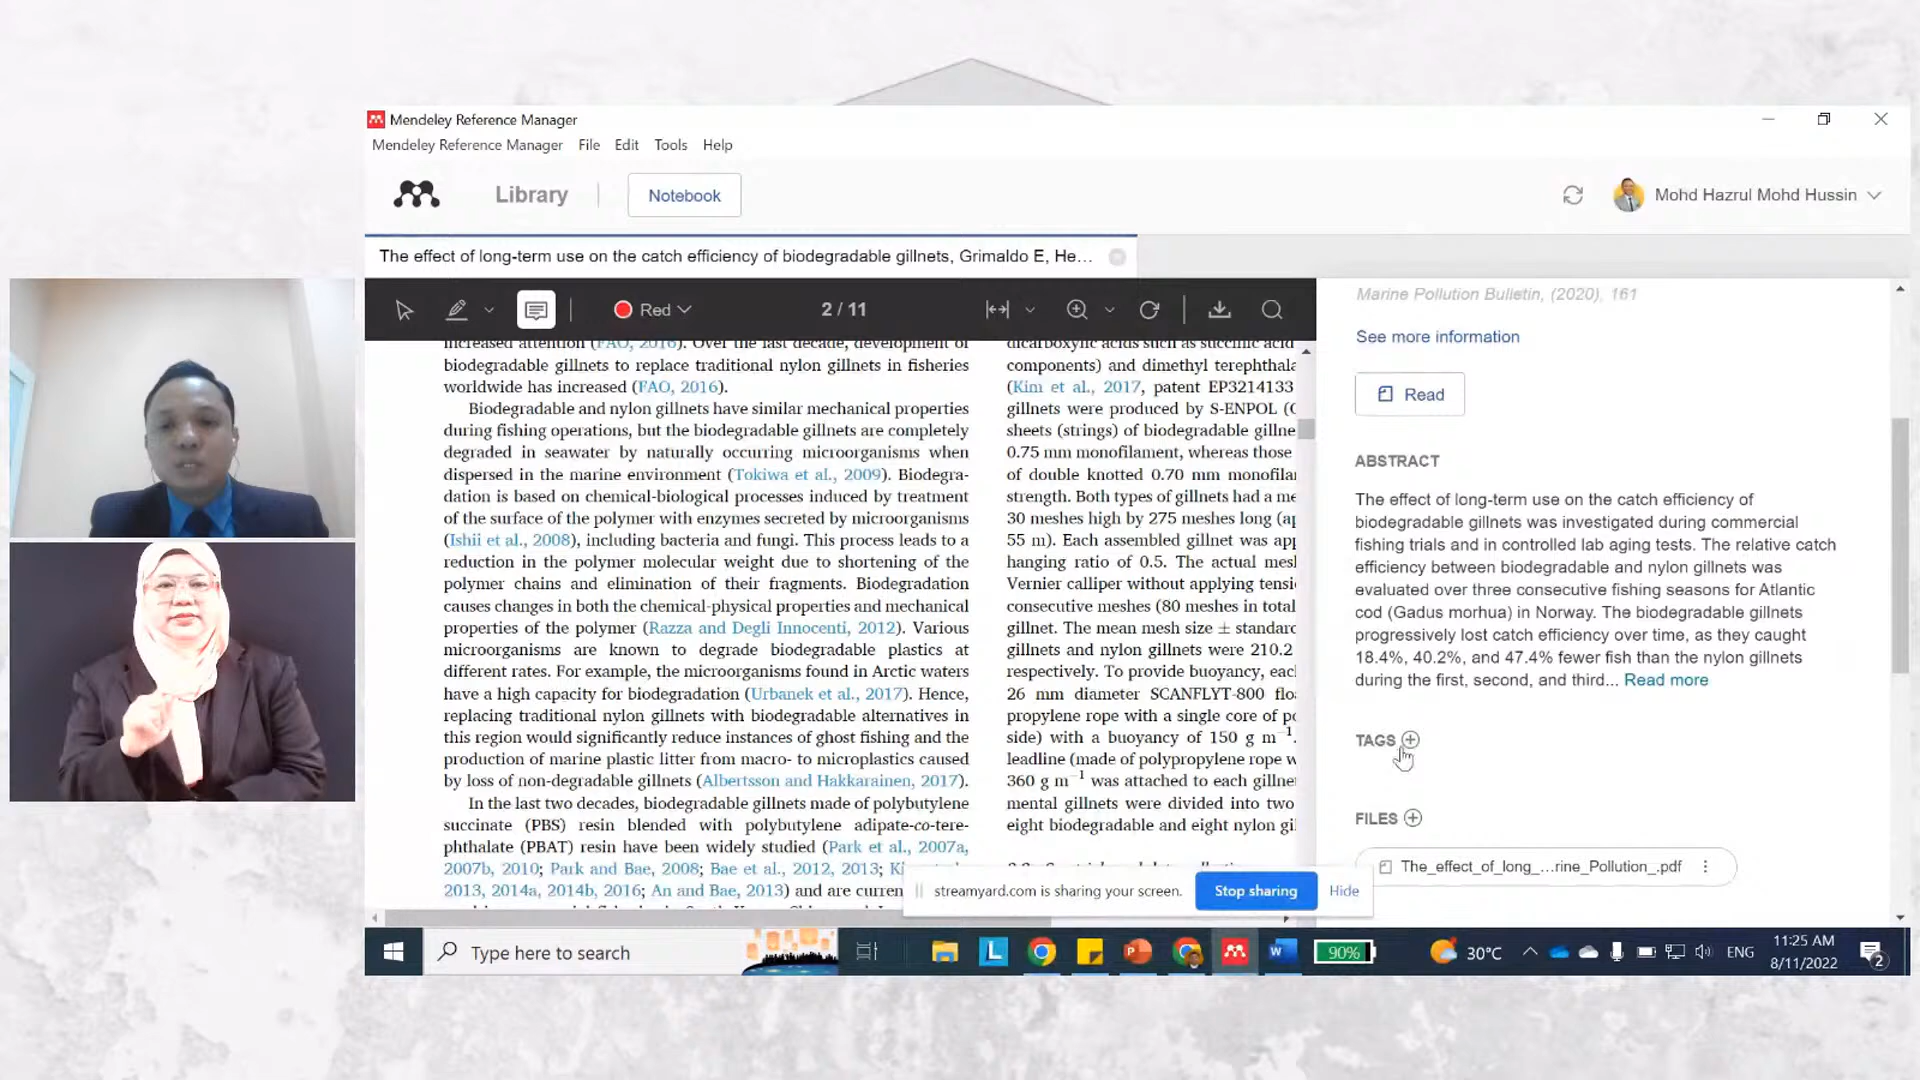 Mendeley Reference Manager
Mendeley Reference Manager File Edit Tools Help
Library
Notebook
Mohd Hazrul Mohd Hussin
The effect of long-term use on the catch efficiency of biodegradable gillnets, Grimaldo E, He...
Red
2 / 11
increased attention (FAO, 2016). Over the last decade, development of
biodegradable gillnets to replace traditional nylon gillnets in fisheries
worldwide has increased (FAO, 2016).
Biodegradable and nylon gillnets have similar mechanical properties
during fishing operations, but the biodegradable gillnets are completely
degraded in seawater by naturally occurring microorganisms when
dispersed in the marine environment (Tokiwa et al., 2009). Biodegra-
dation is based on chemical-biological processes induced by treatment
of the surface of the polymer with enzymes secreted by microorganisms
(Ishii et al., 2008), including bacteria and fungi. This process leads to a
reduction in the polymer molecular weight due to shortening of the
polymer chains and elimination of their fragments. Biodegradation
causes changes in both the chemical-physical properties and mechanical
properties of the polymer (Razza and Degli Innocenti, 2012). Various
microorganisms are known to degrade biodegradable plastics at
different rates. For example, the microorganisms found in Arctic waters
have a high capacity for biodegradation (Urbanek et al., 2017). Hence,
replacing traditional nylon gillnets with biodegradable alternatives in
this region would significantly reduce instances of ghost fishing and the
production of marine plastic litter from macro- to microplastics caused
by loss of non-degradable gillnets (Albertsson and Hakkarainen, 2017).
In the last two decades, biodegradable gillnets made of polybutylene
succinate (PBS) resin blended with polybutylene adipate-co-tere-
phthalate (PBAT) resin have been widely studied (Park et al., 2007a,
2007b, 2010; Park and Bae, 2008; Bae et al., 2012, 2013;
2013, 2014a, 2014b, 2016; An and Bae, 2013) and are
dicarboxylic acids such as succinic acid
components) and dimethyl
(Kim et al., 2017, patent EP3214133
gillnets were produced by S-ENPOL
sheets (strings) of biodegradable
0.75 mm monofilament, whereas those
of double knotted 0.70 mm
strength. Both types of gillnets had a
30 meshes high by 275 meshes long
55 m). Each assembled gillnet was
hanging ratio of 0.5. The actual
Vernier calliper without applying
consecutive meshes (80 meshes in total
gillnet. The mean mesh size ±
gillnets and nylon gillnets were 210.2
respectively. To provide buoyancy,
26 mm diameter SCANFLYT-800
propylene rope with a single core of
side) with a buoyancy of 150 g m⁻¹.
leadline (made of polypropylene rope
360 g m⁻¹ was attached to each
mental gillnets were divided into two
eight biodegradable and eight nylon
Marine Pollution Bulletin, (2020), 161
See more information
Read
ABSTRACT
The effect of long-term use on the catch efficiency of
biodegradable gillnets was investigated during commercial
fishing trials and in controlled lab aging tests. The relative catch
efficiency between biodegradable and nylon gillnets was
evaluated over three consecutive fishing seasons for Atlantic
cod (Gadus morhua) in Norway. The biodegradable gillnets
progressively lost catch efficiency over time, as they caught
18.4%, 40.2%, and 47.4% fewer fish than the nylon gillnets
during the first, second, and third... Read more
TAGS
FILES
The_effect_of_long_...rine_Pollution_.pdf
streamyard.com is sharing your screen. Stop sharing Hide
Type here to search
90%
30°C
ENG
11:25 AM
8/11/2022
2